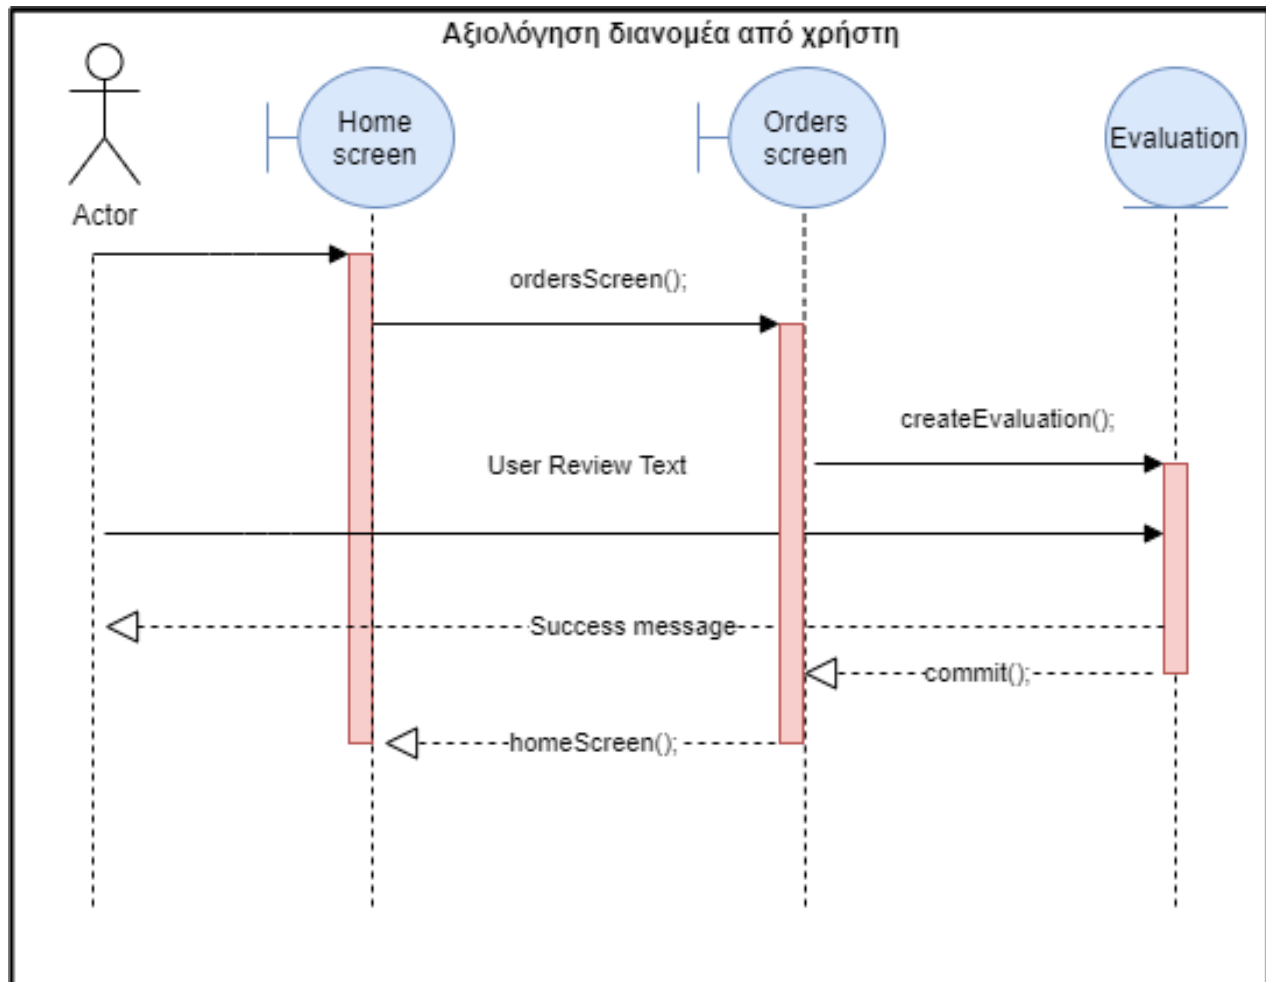 Αξιολόγηση διανομέα από χρήστη
Home
screen
Orders
screen
Evaluation
Actor
ordersScreen();
createEvaluation();
User Review Text
Success message
commit();
homeScreen();